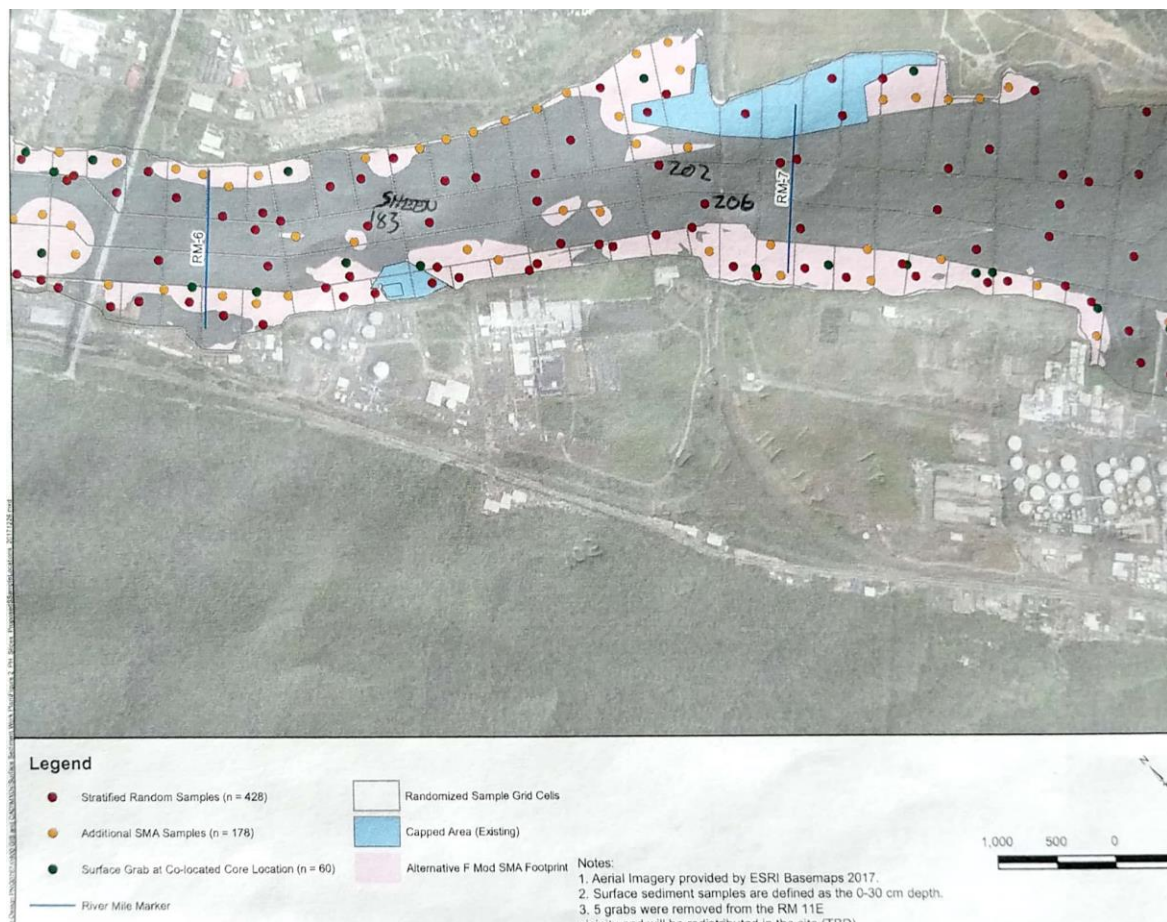 202
206
183
RM-6
RM-7
Legend
Stratified Random Samples (n = 428)
Additional SMA Samples (n = 178)
Surface Grab at Co-located Core Location (n = 60)
River Mile Marker
Randomized Sample Grid Cells
Capped Area (Existing)
Alternative F Mod SMA Footprint
Notes:
1. Aerial Imagery provided by ESRI Basemaps 2017.
2. Surface sediment samples are defined as the 0-30 cm depth.
3. 5 grabs were removed from the RM 11E
N
1,000 500 0